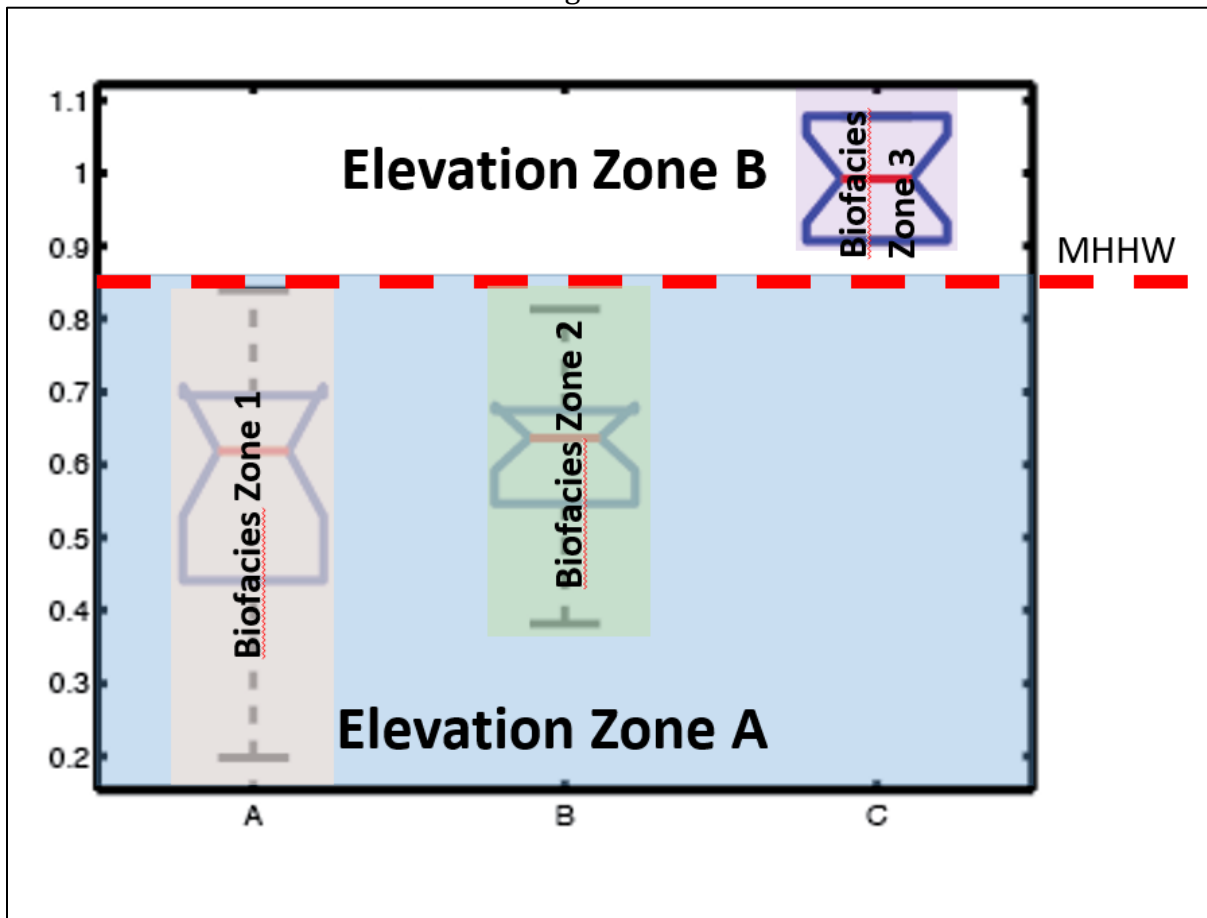 1.1
1
0.9
0.8
0.7
0.6
0.5
0.4
0.3
0.2
Elevation Zone B
Biofacies
Zone 3
MHHW
Biofacies Zone 1
Biofacies Zone 2
Elevation Zone A
A
B
C